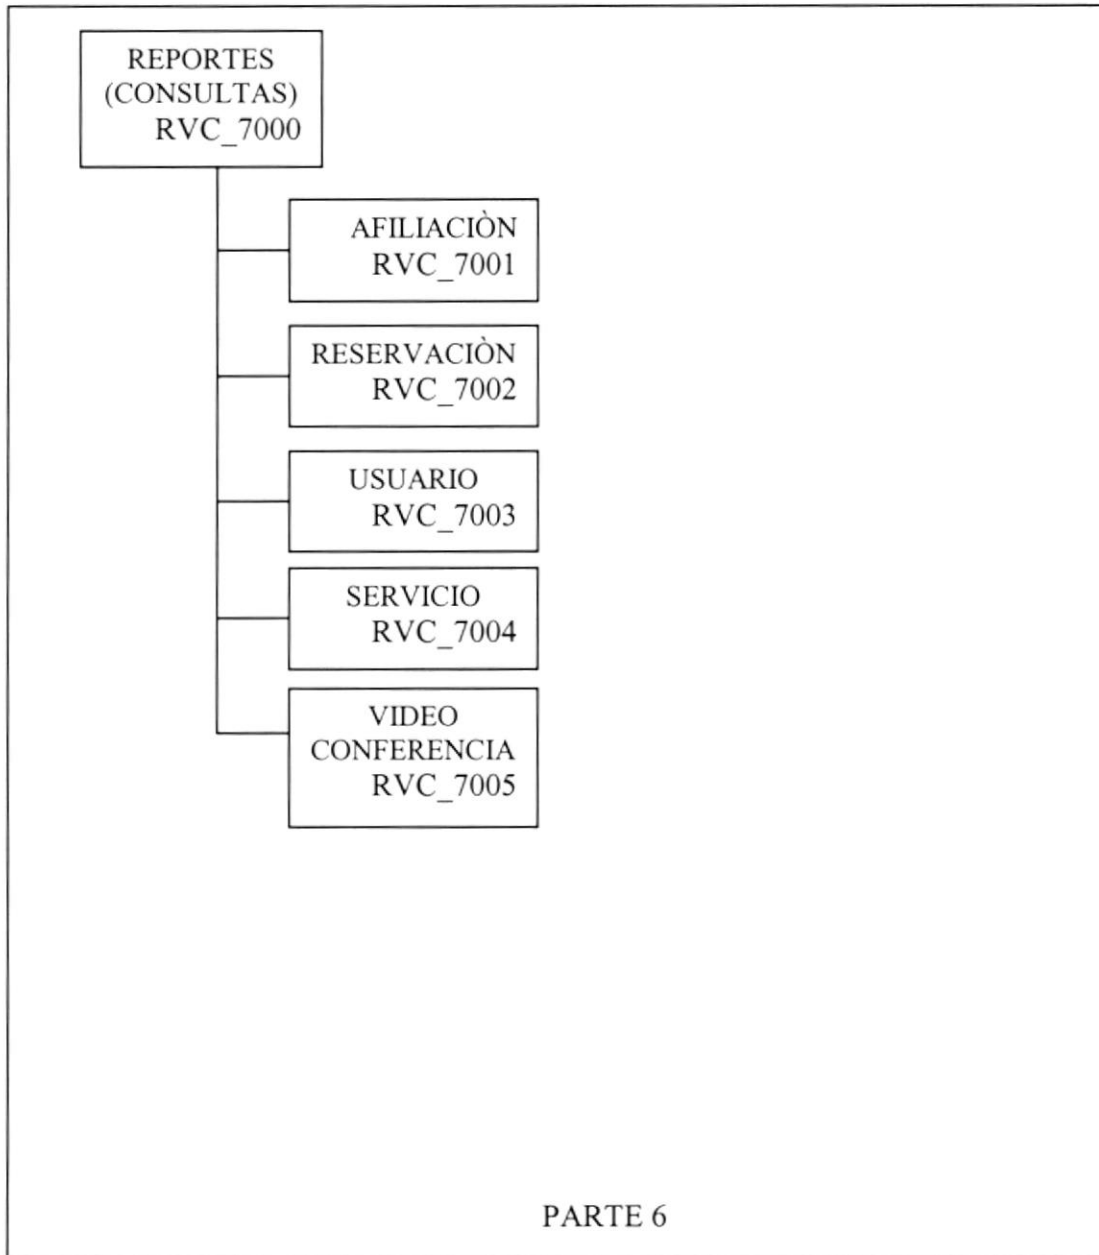 REPORTES
(CONSULTAS)
RVC_7000
AFILIACIÒN
RVC_7001
RESERVACIÒN
RVC_7002
USUARIO
RVC_7003
SERVICIO
RVC_7004
VIDEO
CONFERENCIA
RVC_7005
PARTE 6